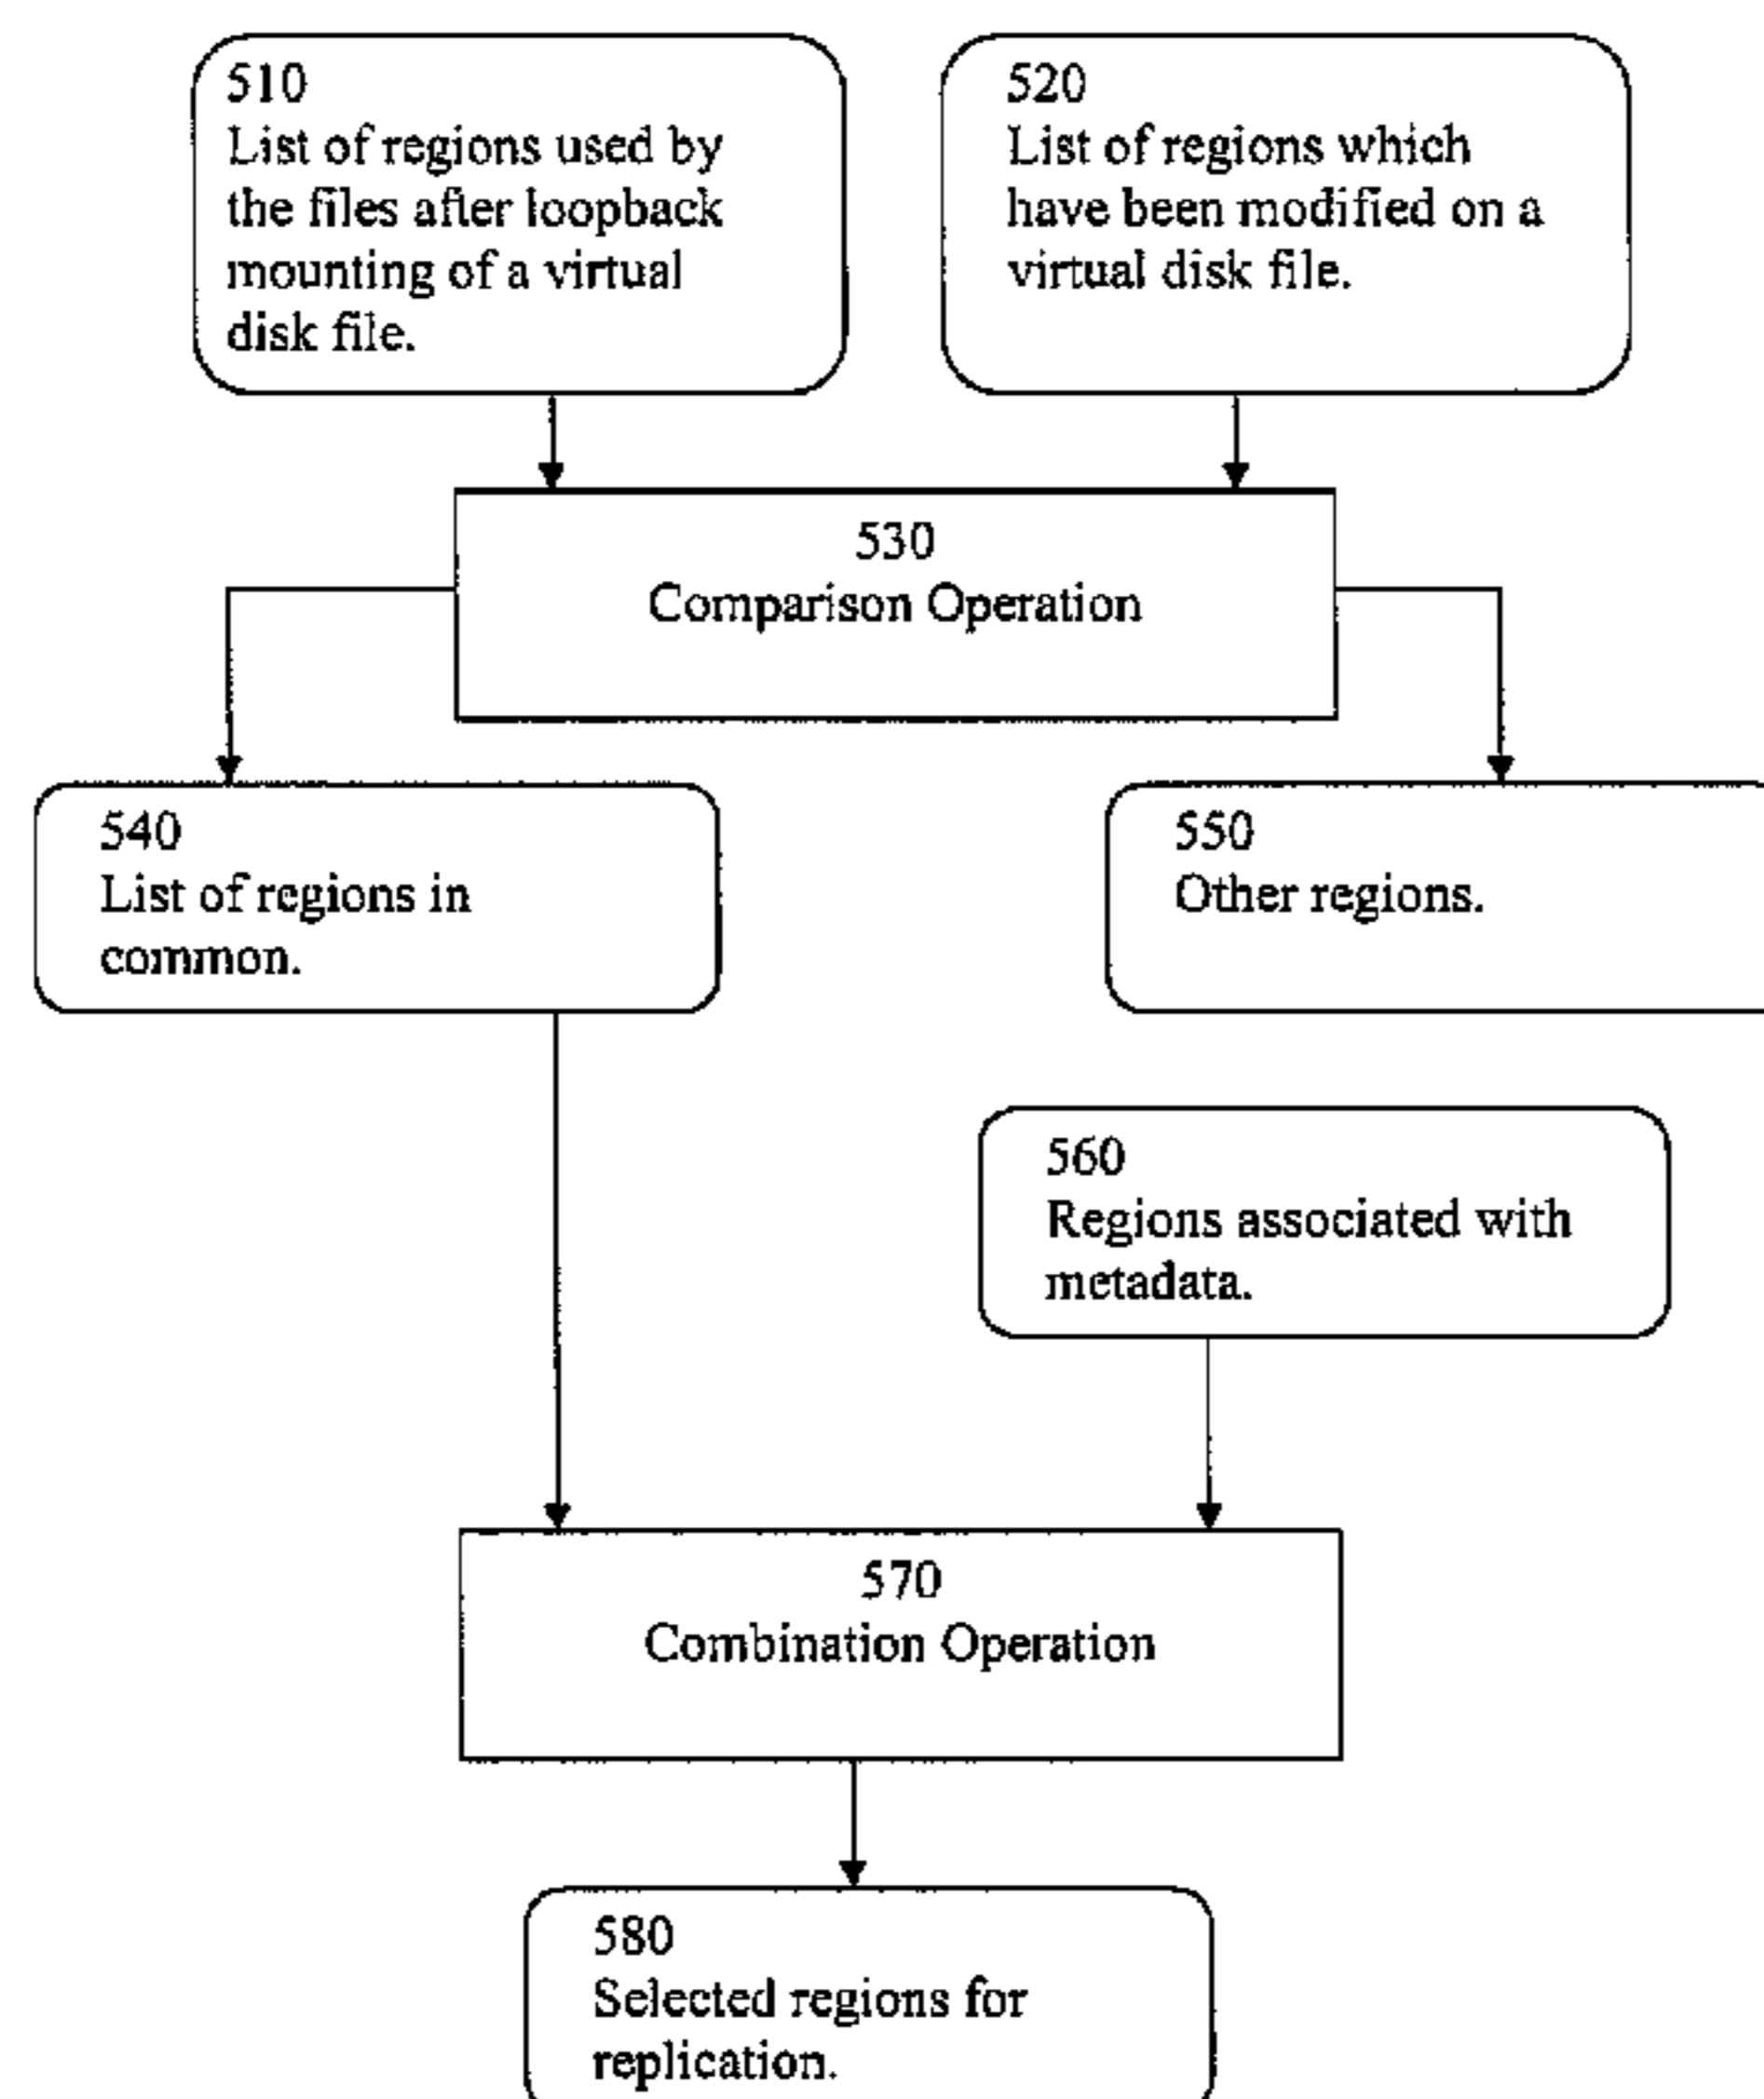 510
List of regions used by
the files after loopback
mounting of a virtual
disk file.
520
List of regions which
have been modified on a
virtual disk file.
530
Comparison Operation
540
List of regions in
common.
550
Other regions.
560
Regions associated with
metadata.
570
Combination Operation
580
Selected regions for
replication.